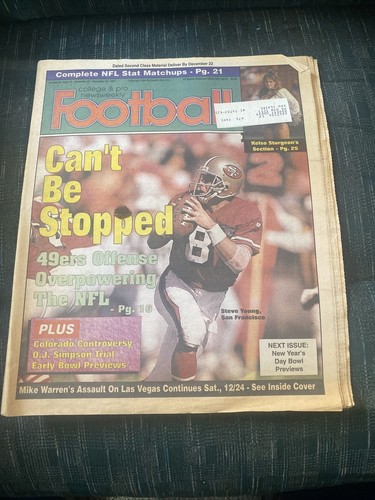 Dated Second Class Material Deliver By December 22
Complete NFL Stat Matchups - Pg. 21
college & pro
newsweekly
Football
Kelso Sturgeon's
Section - Pg. 25
Can't
Be
Stopped
49ers Offense
Overpowering
The NFL
- Pg. 16
8
Steve Young,
San Francisco
PLUS
Colorado Controversy
O.J. Simpson Trial
Early Bowl Previews
NEXT ISSUE:
New Year's
Day Bowl
Previews
Mike Warren's Assault On Las Vegas Continues Sat., 12/24 - See Inside Cover